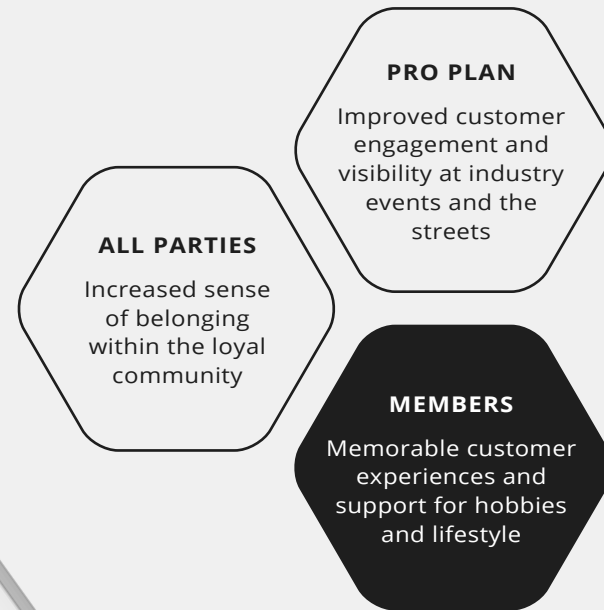 PRO PLAN
Improved customer
engagement and
visibility at industry
events and the
streets
ALL PARTIES
Increased sense
of belonging
within the loyal
community
MEMBERS
Memorable customer
experiences and
support for hobbies
and lifestyle